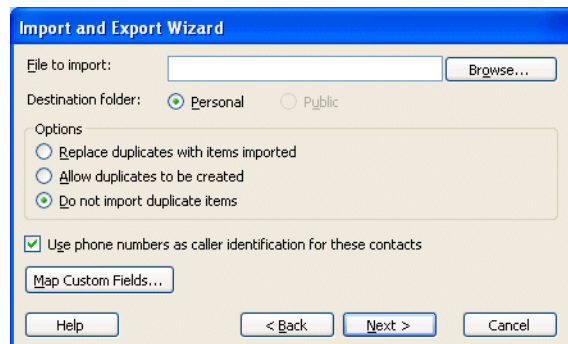 Import and Export Wizard
File to import:
Browse...
Destination folder: Personal Public
Options
Replace duplicates with items imported
Allow duplicates to be created
Do not import duplicate items
Use phone numbers as caller identification for these contacts
Map Custom Fields...
Help < Back Next > Cancel